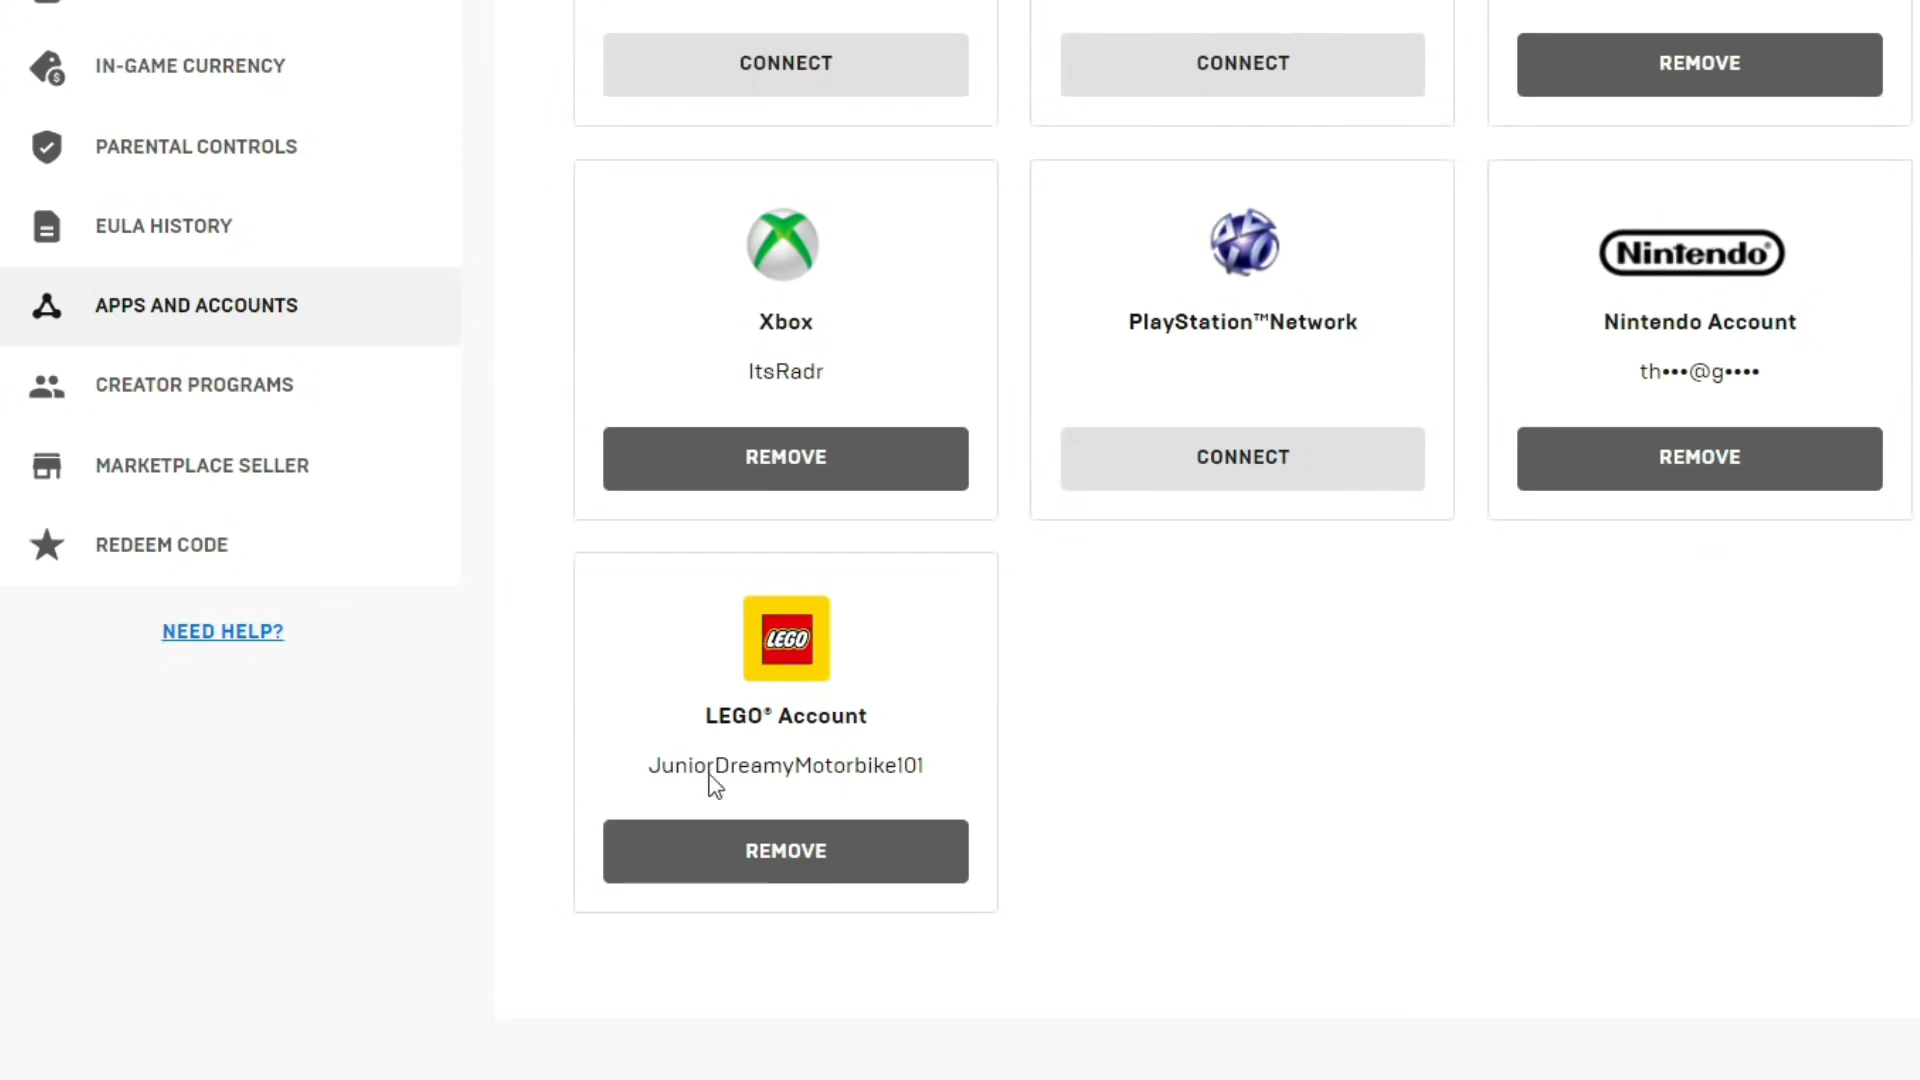 IN-GAME CURRENCY
PARENTAL CONTROLS
EULA HISTORY
APPS AND ACCOUNTS
CREATOR PROGRAMS
MARKETPLACE SELLER
REDEEM CODE
NEED HELP?
CONNECT
CONNECT
REMOVE
Xbox
ItsRadr
REMOVE
PlayStation™Network
CONNECT
Nintendo®
Nintendo Account
th•••@g••••
REMOVE
LEGO
LEGO® Account
JuniorDreamyMotorbike101
REMOVE